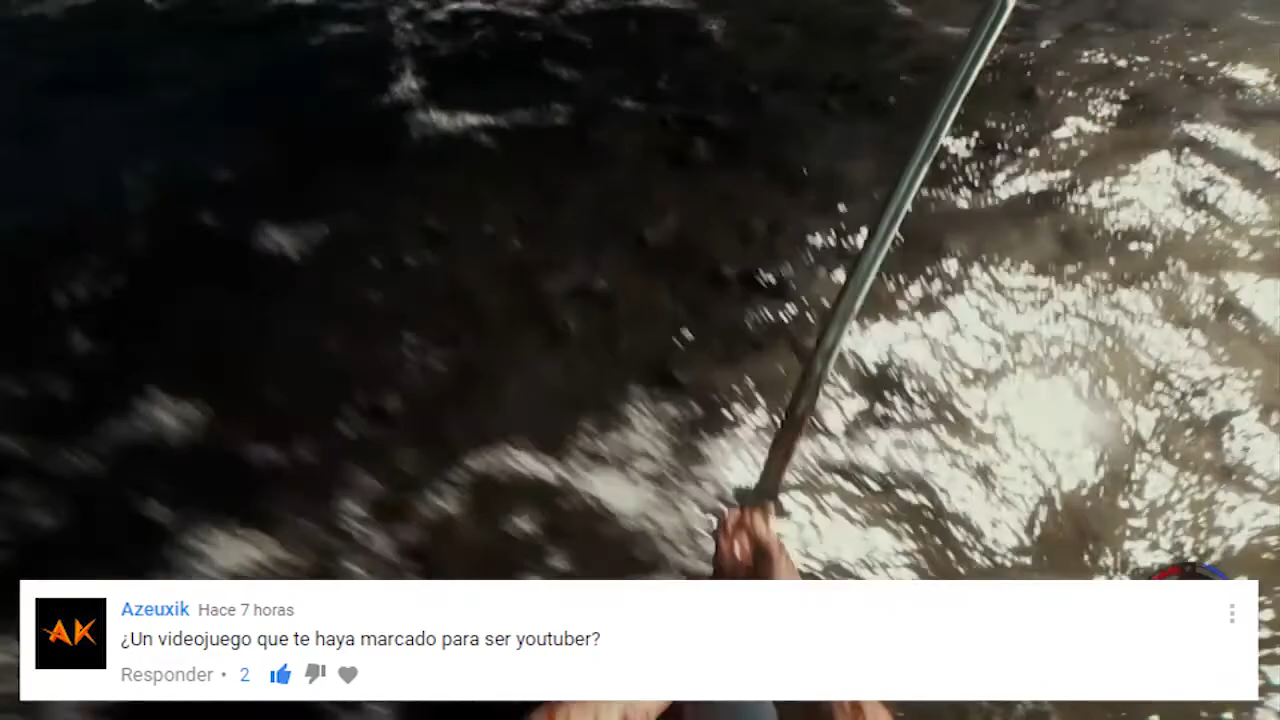 AK
Azeuxik Hace 7 horas
¿Un videojuego que te haya marcado para ser youtuber?
Responder • 2